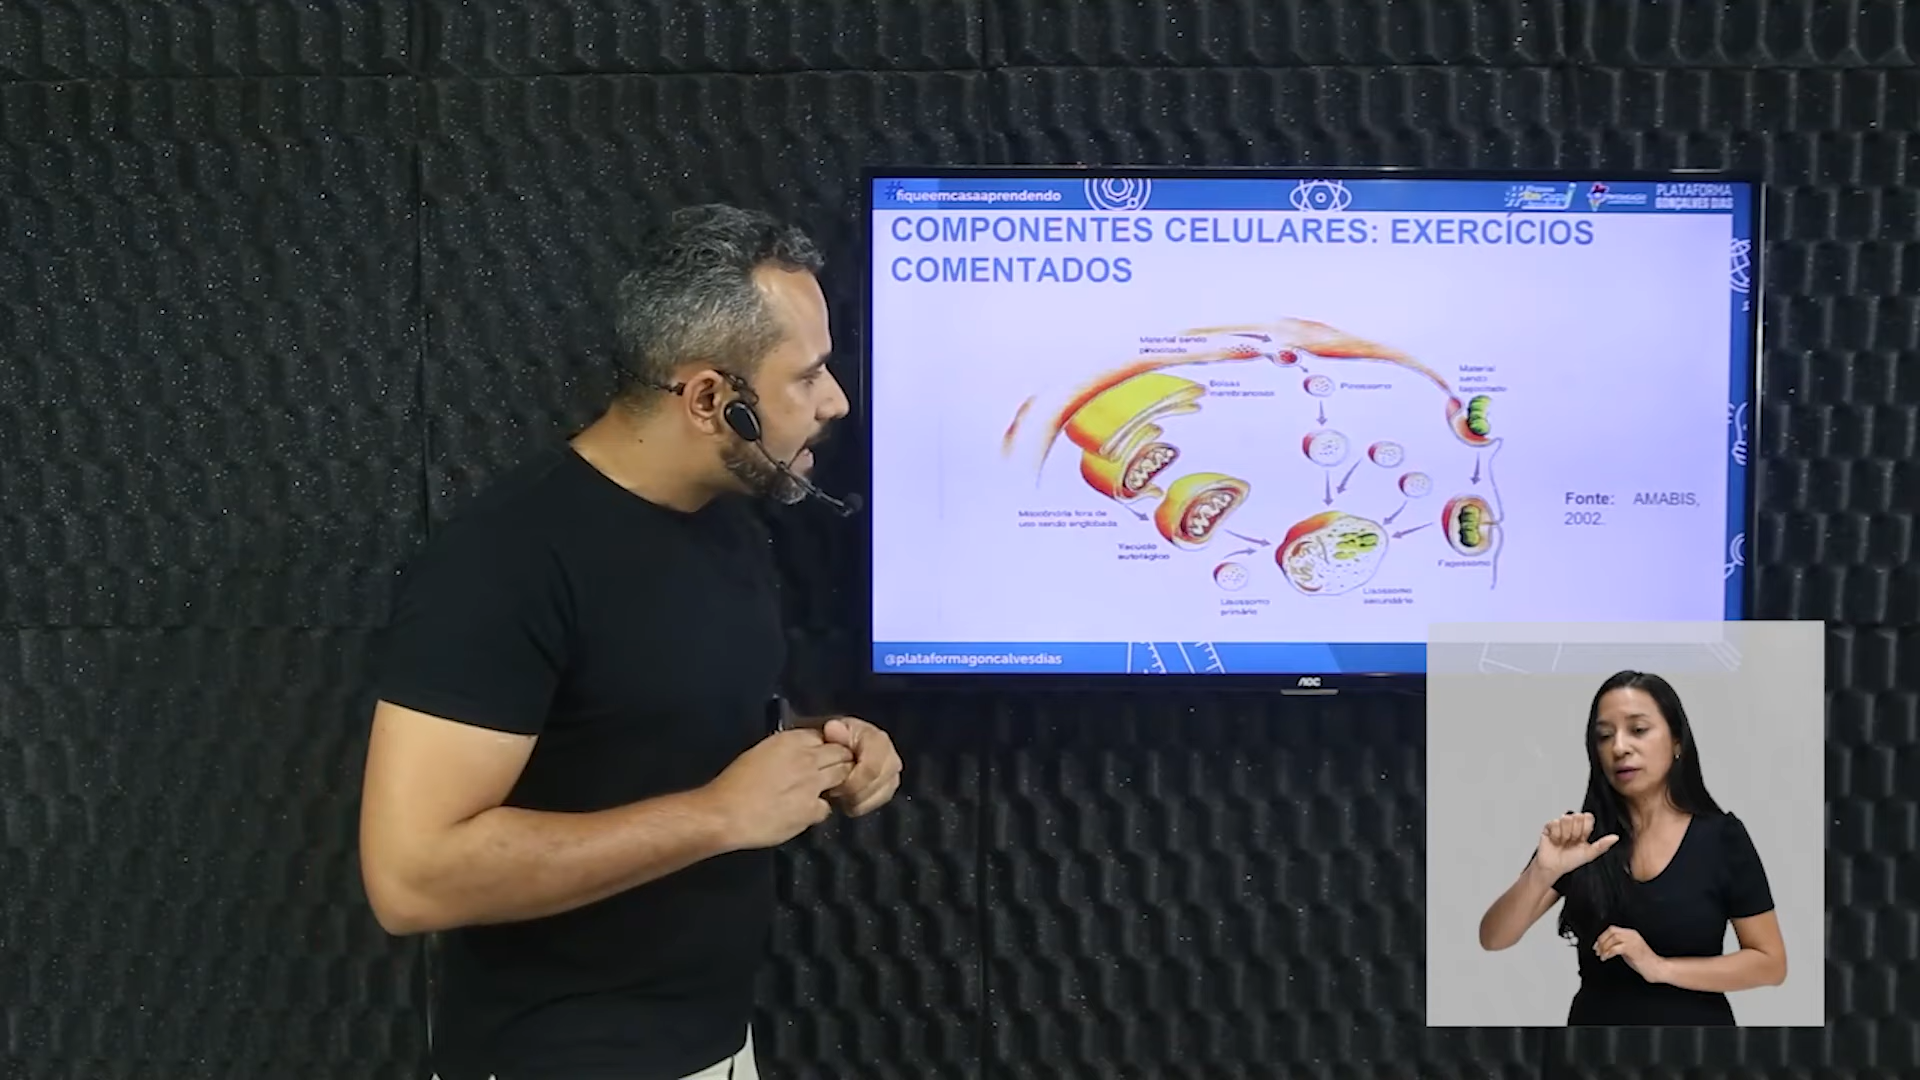 #fiqueemcasaaprendendo
PLATAFORMA
GONÇALVES DIAS
COMPONENTES CELULARES: EXERCÍCIOS
COMENTADOS
Material sendo
pinocitado
Bolsas
membranosas
Pinossomo
Material
sendo
fagocitado
Mitocôndria fora de
uso sendo englobada
Vacúolo
autofágico
Lisossomo
primário
Lisossomo
secundário
Fagossomo
Fonte: AMABIS,
2002.
@plataformagoncalvesdias
AOC